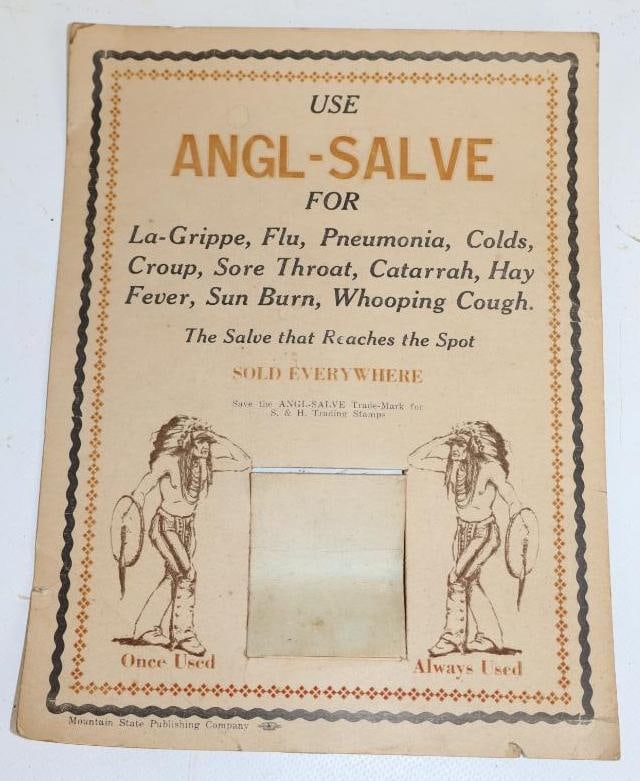 USE
ANGL-SALVE
FOR
La-Grippe, Flu, Pneumonia, Colds,
Croup, Sore Throat, Catarrah, Hay
Fever, Sun Burn, Whooping Cough.
The Salve that Reaches the Spot
SOLD EVERYWHERE
Save the ANGL-SALVE Trade-Mark for
S. & H. Trading Stamps
Once Used
Always Used
Mountain State Publishing Company